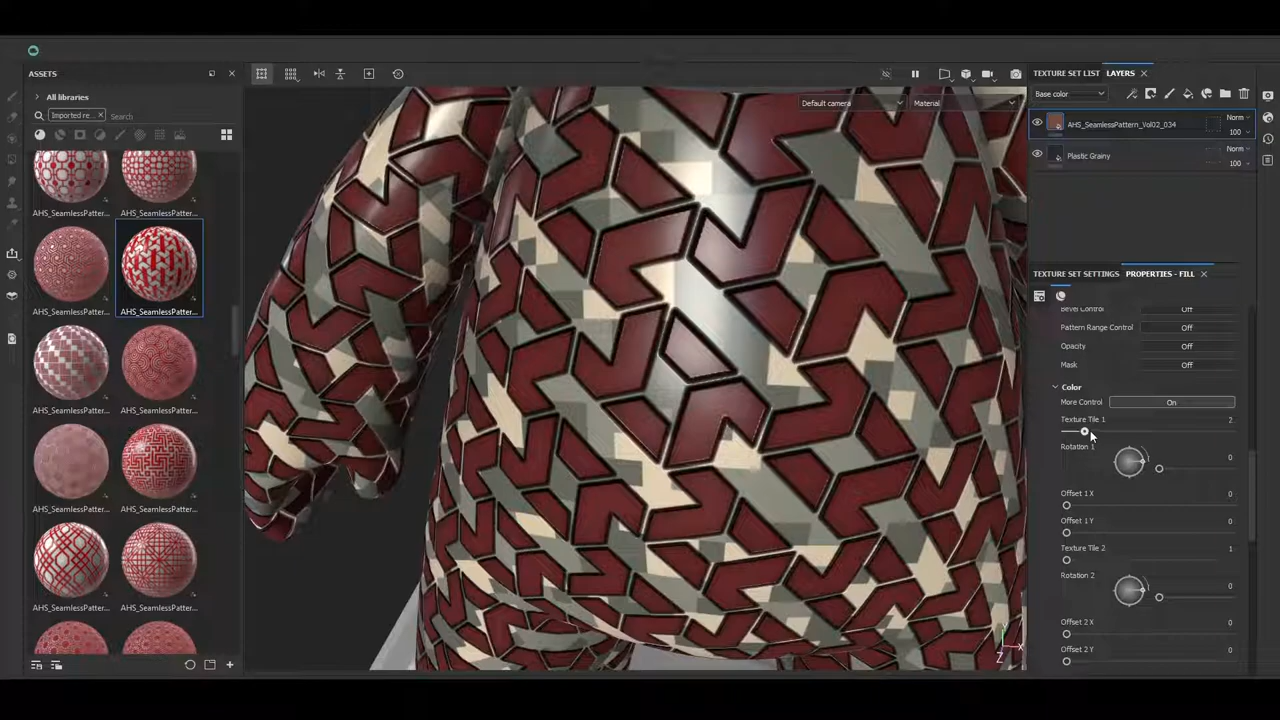 ASSETS
All libraries
Imported re... ×
Search
AHS_SeamlessPatter...
AHS_SeamlessPatter...
AHS_SeamlessPatter...
AHS_SeamlessPatter...
AHS_SeamlessPatter...
AHS_SeamlessPatter...
AHS_SeamlessPatter...
AHS_SeamlessPatter...
AHS_SeamlessPatter...
AHS_SeamlessPatter...
Default camera
Material
X
Z
TEXTURE SET LIST
LAYERS
Base color
AHS_SeamlessPattern_Vol02_034
Norm
100
Plastic Grainy
Norm
100
TEXTURE SET SETTINGS
PROPERTIES - FILL
Bevel Control Off
Pattern Range Control Off
Opacity Off
Mask Off
Color
More Control On
Texture Tile 1 2
Rotation 1 0
Offset 1 X 0
Offset 1 Y 0
Texture Tile 2 1
Rotation 2 0
Offset 2 X 0
Offset 2 Y 0